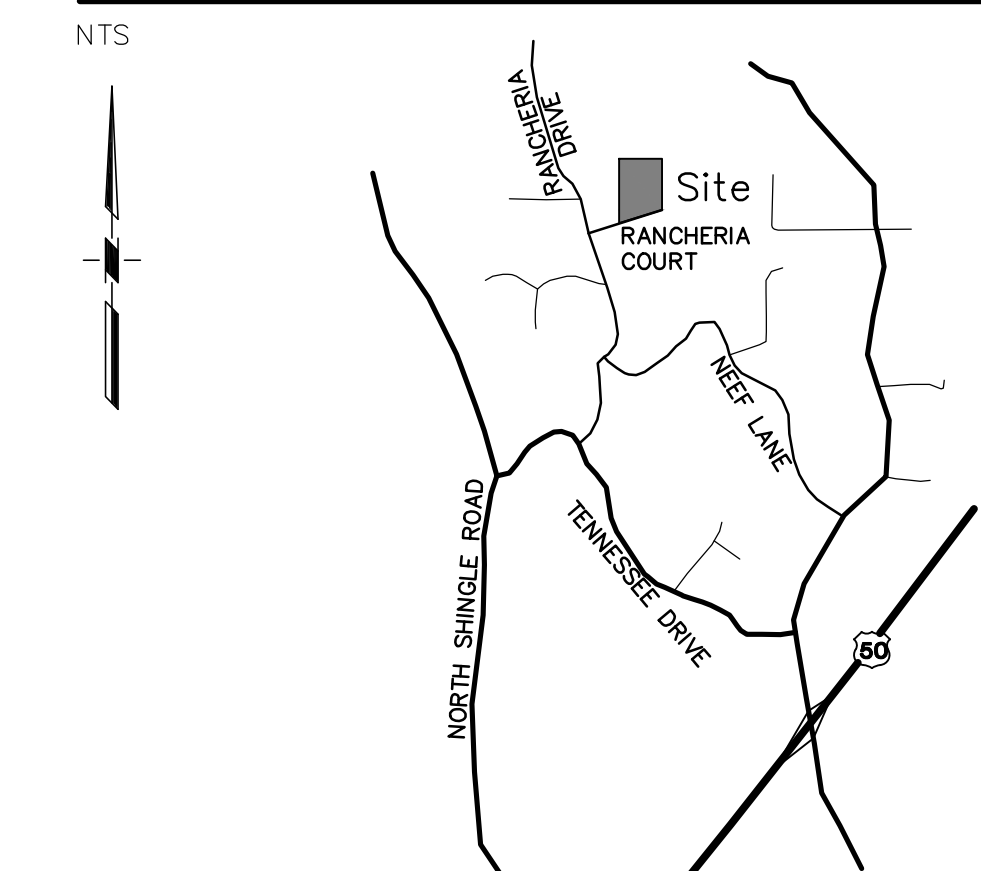 NTS
RANCHERIA
DRIVE
Site
RANCHERIA
COURT
NEEF LANE
NORTH SHINGLE ROAD
TENNESSEE DRIVE
50